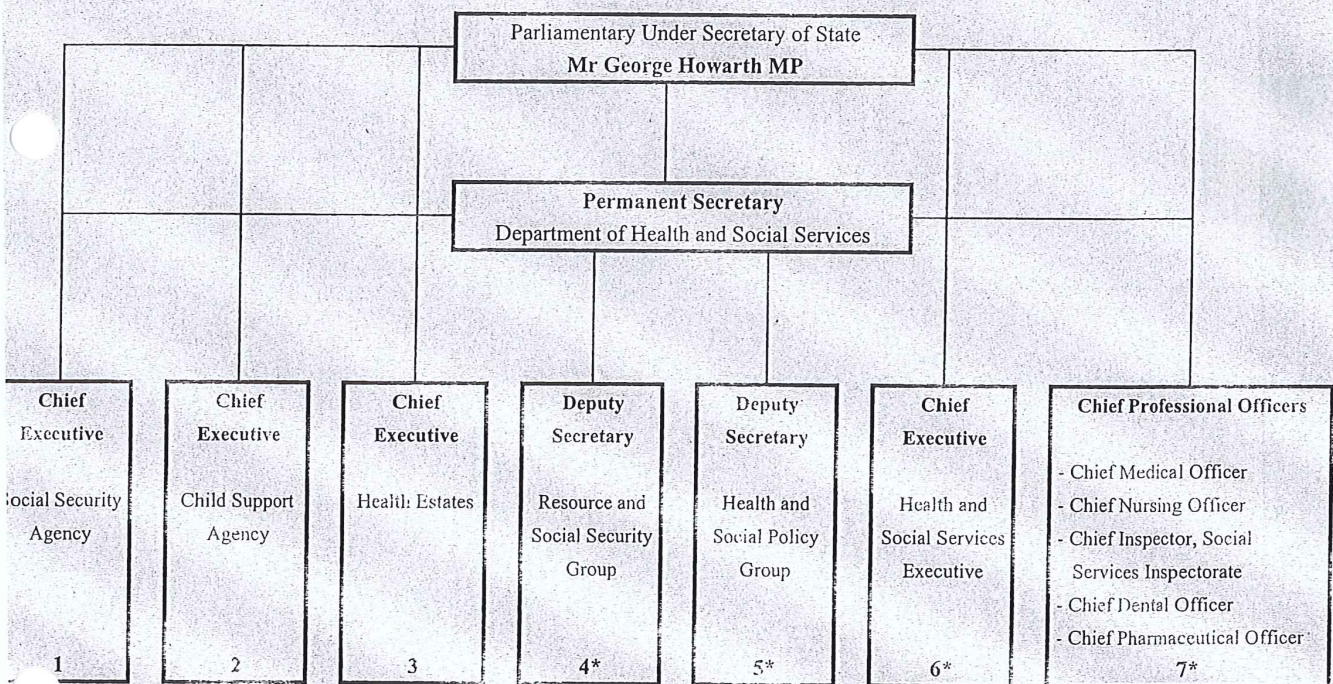 Parliamentary Under Secretary of State
Mr George Howarth MP
Permanent Secretary
Department of Health and Social Services
Chief
Executive
Social Security
Agency
1
Chief
Executive
Child Support
Agency
2
Chief
Executive
Health Estates
3
Deputy
Secretary
Resource and
Social Security
Group
4*
Deputy
Secretary
Health and
Social Policy
Group
5*
Chief
Executive
Health and
Social Services
Executive
6*
Chief Professional Officers
- Chief Medical Officer
- Chief Nursing Officer
- Chief Inspector, Social
Services Inspectorate
- Chief Dental Officer
- Chief Pharmaceutical Officer
7*